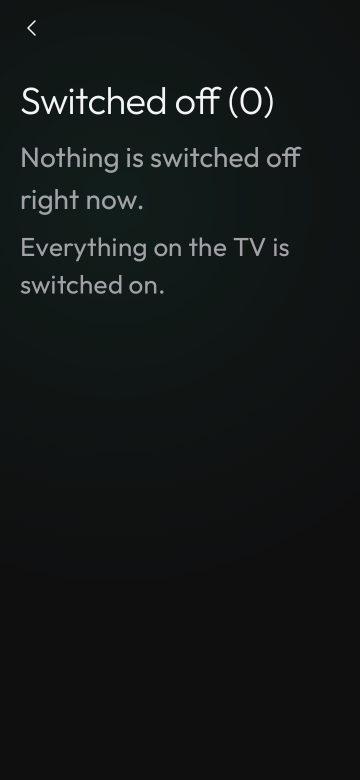 Switched off (0)
Nothing is switched off
right now.
Everything on the TV is
switched on.